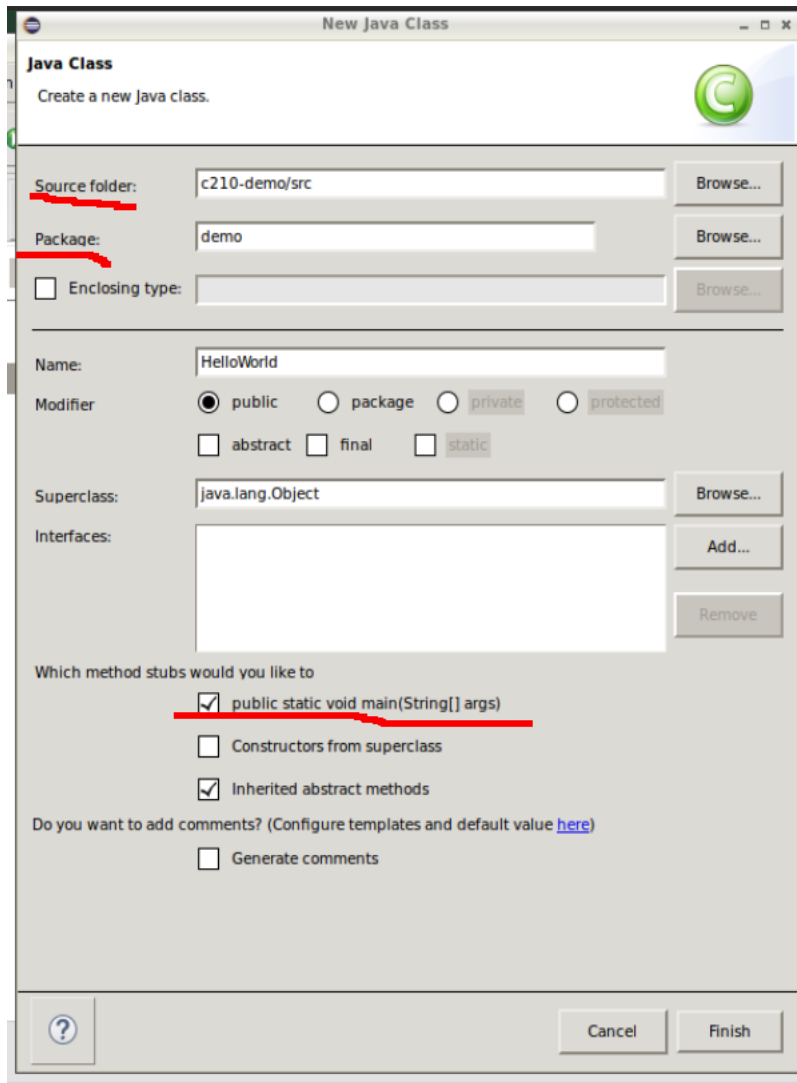 New Java Class
Java Class
Create a new Java class.
Source folder: c210-demo/src Browse...
Package: demo Browse...
Enclosing type: Browse...
Name: HelloWorld
Modifier public package private protected
abstract final static
Superclass: java.lang.Object Browse...
Interfaces: Add...
Remove
Which method stubs would you like to
public static void main(String[] args)
Constructors from superclass
Inherited abstract methods
Do you want to add comments? (Configure templates and default value here)
Generate comments
? Cancel Finish